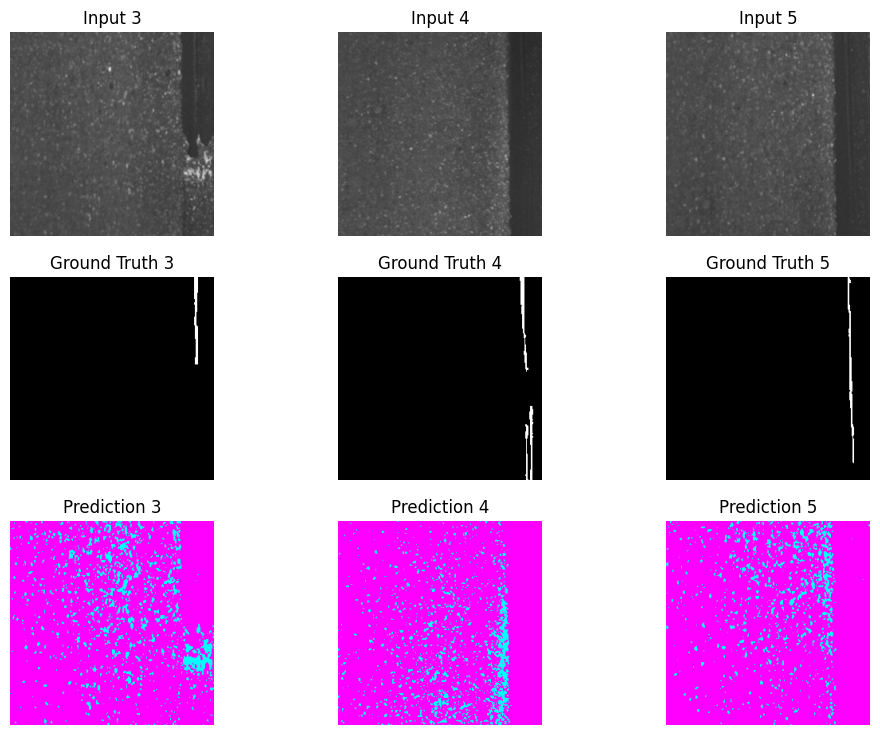 Input 3
Input 4
Input 5
Ground Truth 3
Ground Truth 4
Ground Truth 5
Prediction 3
Prediction 4
Prediction 5